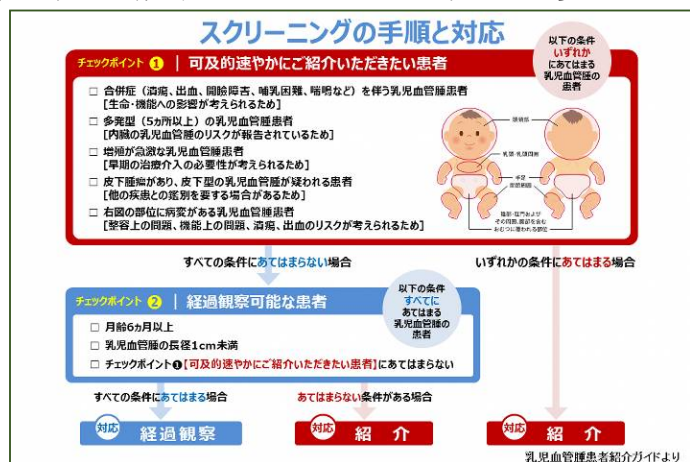 スクリーニングの手順と対応
チェックポイント ❶ | 可及的速やかにご紹介いただきたい患者
以下の条件
いずれか
にあてはまる
乳児血管腫の
患者
□ 合併症（潰瘍、出血、開瞼障害、哺乳困難、喘鳴など）を伴う乳児血管腫患者
［生命・機能への影響が考えられるため］
□ 多発型（5ヵ所以上）の乳児血管腫患者
［内臓の乳児血管腫のリスクが報告されているため］
□ 増殖が急激な乳児血管腫患者
［早期の治療介入の必要性が考えられるため］
□ 皮下腫瘤があり、皮下型の乳児血管腫が疑われる患者
［他の疾患との鑑別を要する場合があるため］
□ 右図の部位に病変がある乳児血管腫患者
［整容上の問題、機能上の問題、潰瘍、出血のリスクが考えられるため］
頭頸部
乳房・乳頭周囲
手足
おむつに覆われる部位
すべての条件にあてはまらない場合
いずれかの条件にあてはまる場合
チェックポイント ❷ | 経過観察可能な患者
以下の条件
すべてに
あてはまる
乳児血管腫の
患者
□ 月齢6ヵ月以上
□ 乳児血管腫の長径1cm未満
□ チェックポイント❶【可及的速やかにご紹介いただきたい患者】にあてはまらない
すべての条件にあてはまる場合
あてはまらない条件がある場合
対応 経過観察
対応 紹介
対応 紹介
乳児血管腫患者紹介ガイドより